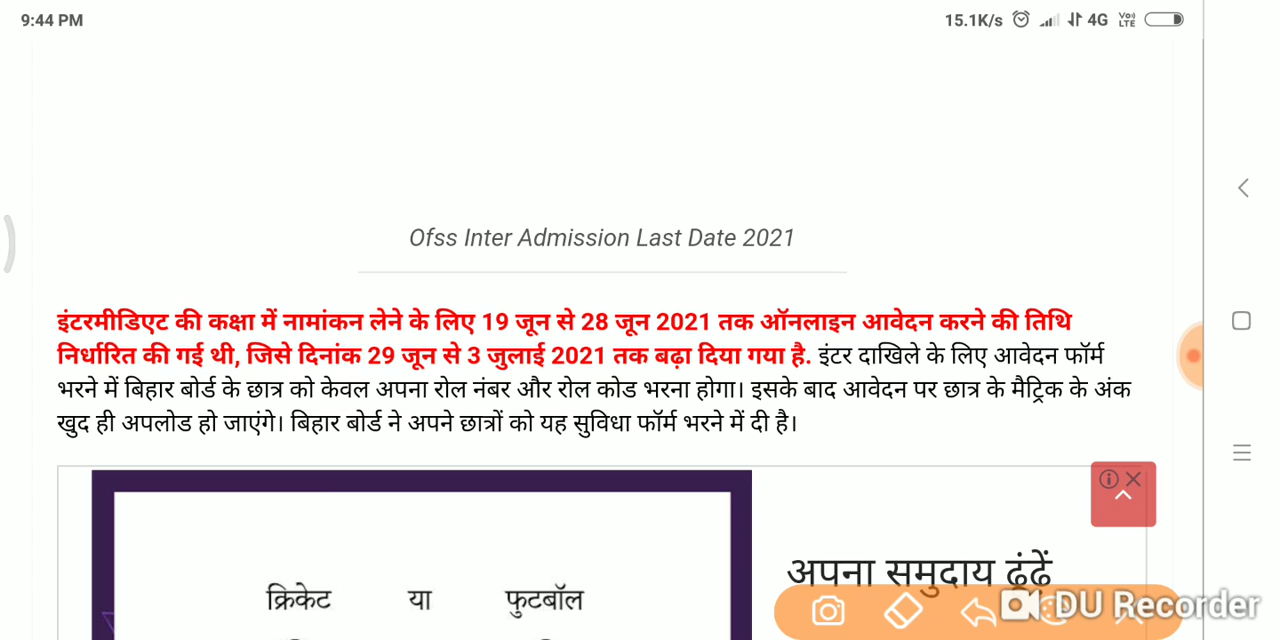 9:44 PM
15.1K/s 4G Vo)) LTE
Ofss Inter Admission Last Date 2021
इंटरमीडिएट की कक्षा में नामांकन लेने के लिए 19 जून से 28 जून 2021 तक ऑनलाइन आवेदन करने की तिथि
निर्धारित की गई थी, जिसे दिनांक 29 जून से 3 जुलाई 2021 तक बढ़ा दिया गया है. इंटर दाखिले के लिए आवेदन फॉर्म
भरने में बिहार बोर्ड के छात्र को केवल अपना रोल नंबर और रोल कोड भरना होगा। इसके बाद आवेदन पर छात्र के मैट्रिक के अंक
खुद ही अपलोड हो जाएंगे। बिहार बोर्ड ने अपने छात्रों को यह सुविधा फॉर्म भरने में दी है।
क्रिकेट या फुटबॉल
अपना समुदाय ढूंढ़ें
DU Recorder